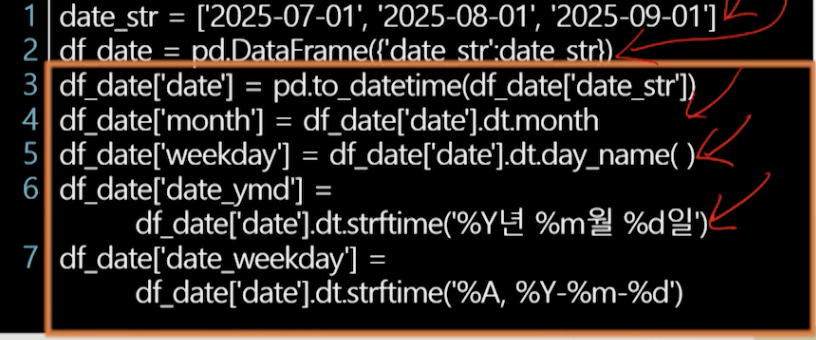 1 date_str = ['2025-07-01', '2025-08-01', '2025-09-01']
2 df_date = pd.DataFrame({'date_str':date_str})
3 df_date['date'] = pd.to_datetime(df_date['date_str'])
4 df_date['month'] = df_date['date'].dt.month
5 df_date['weekday'] = df_date['date'].dt.day_name( )
6 df_date['date_ymd'] =
df_date['date'].dt.strftime('%Y년 %m월 %d일')
7 df_date['date_weekday'] =
df_date['date'].dt.strftime('%A, %Y-%m-%d')